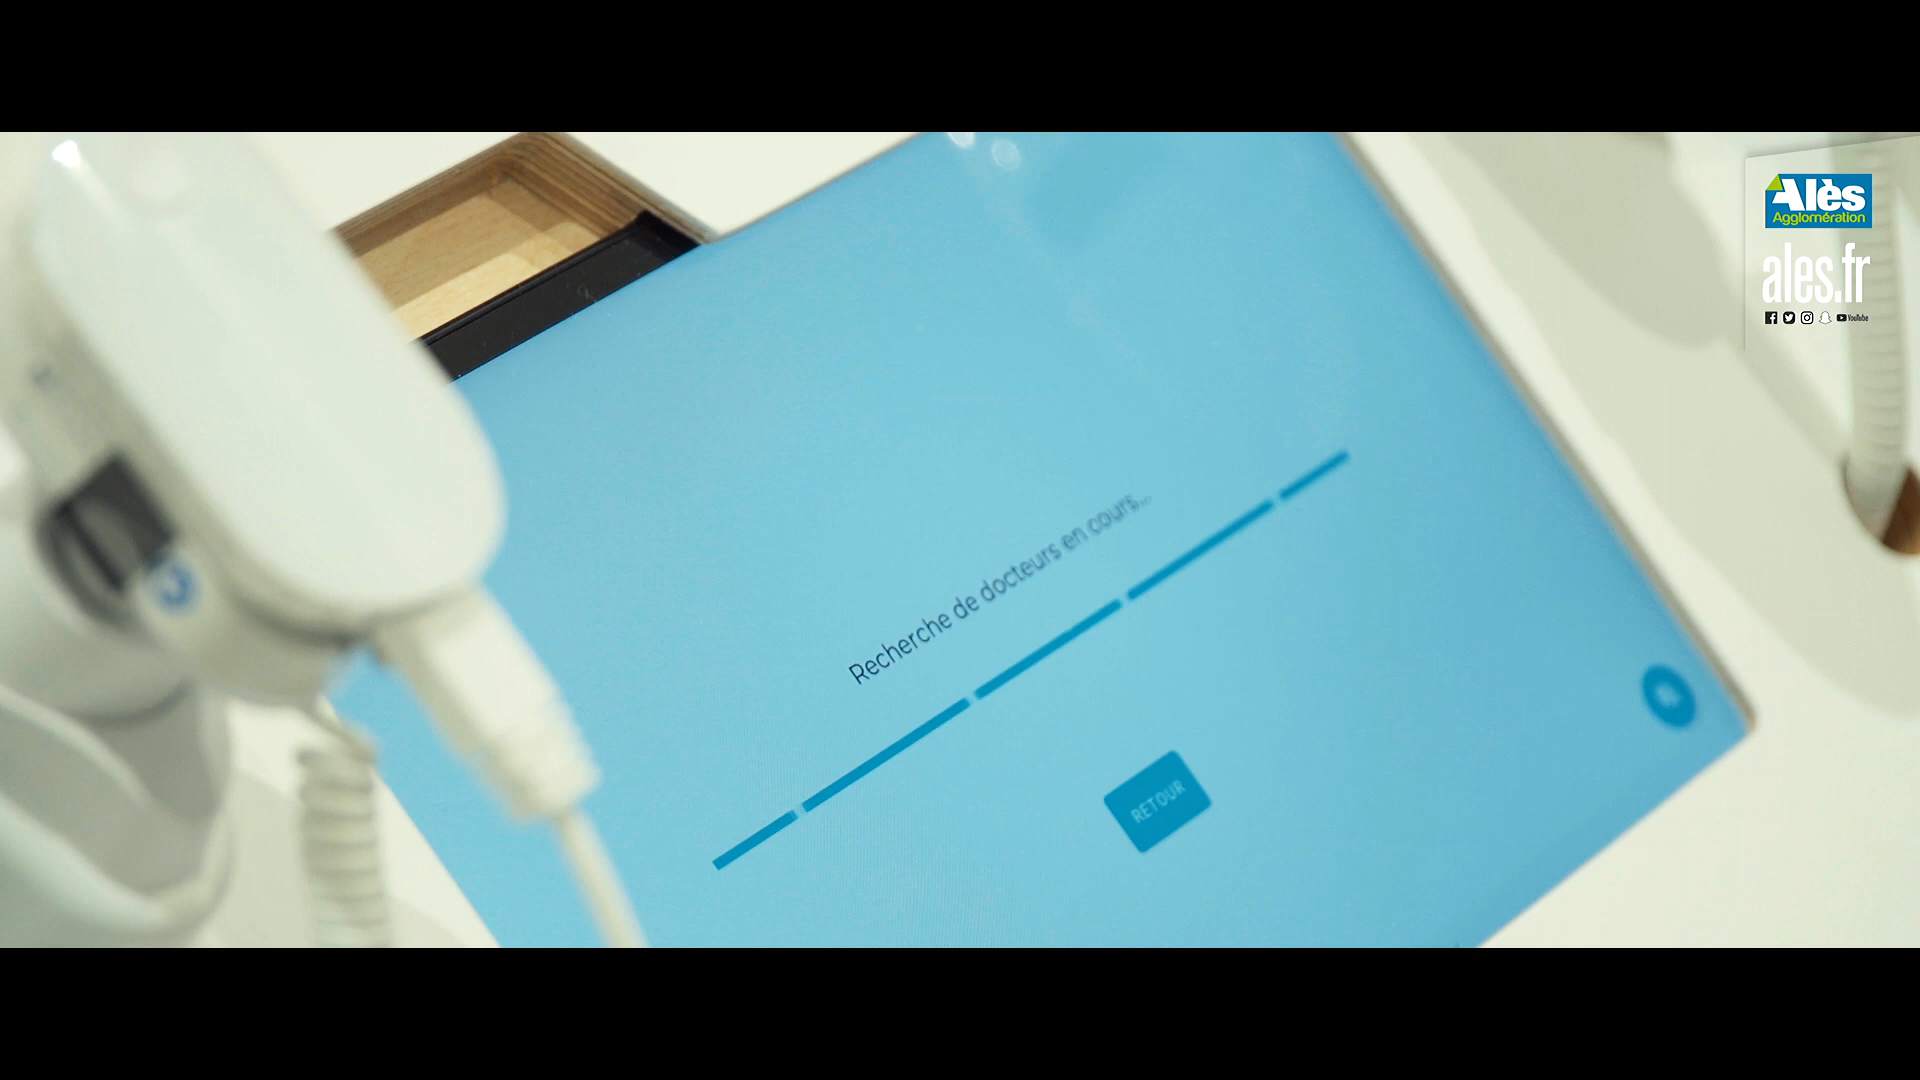 Alès
Agglomération
ales.fr
YouTube
Recherche de docteurs en cours...
RETOUR